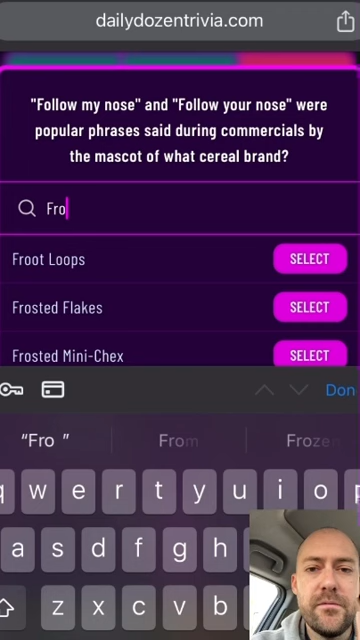 dailydozentrivia.com
"Follow my nose" and "Follow your nose" were
popular phrases said during commercials by
the mascot of what cereal brand?
Fro
Froot Loops SELECT
Frosted Flakes SELECT
Frosted Mini-Chex SELECT
Don
“Fro ” From Frozen
q w e r t y u i o p
a s d f g h
z x c v b